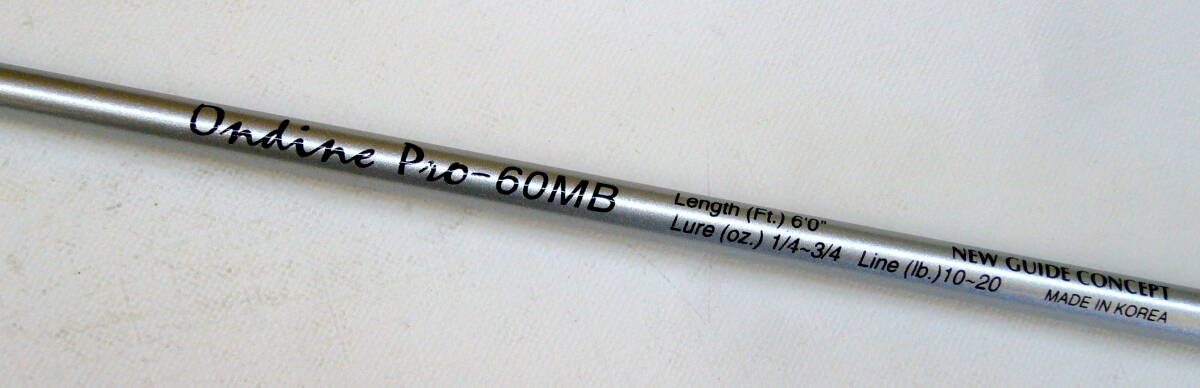 Ondine Pro-60MB
Length (Ft.) 6'0"
Lure (oz.) 1/4~3/4 Line (lb.) 10~20
NEW GUIDE CONCEPT
MADE IN KOREA